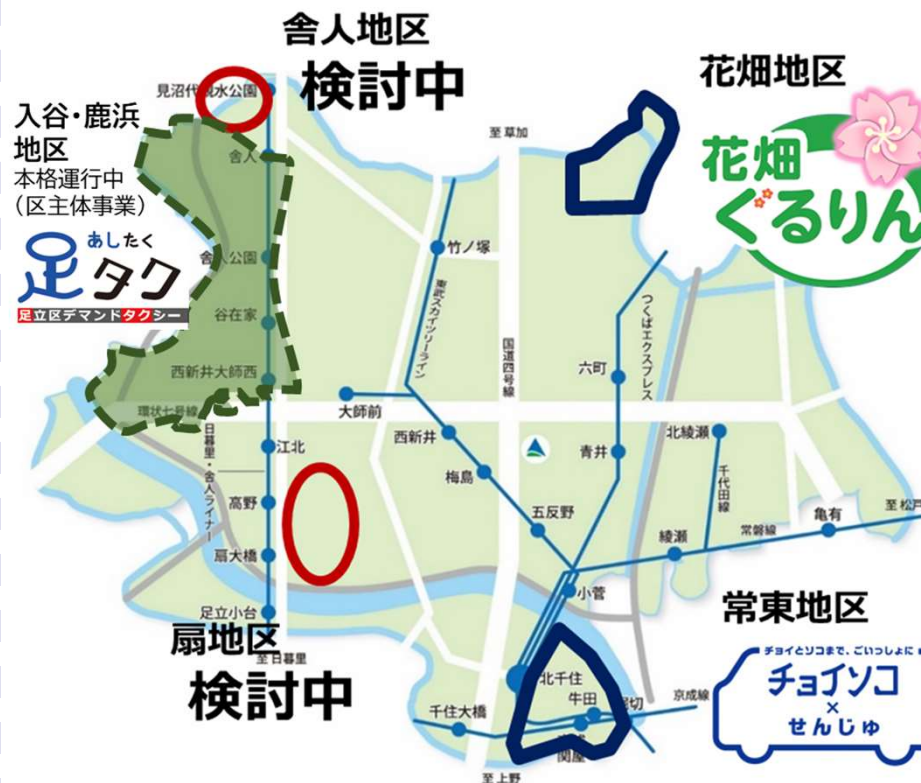 舎人地区
検討中
花畑地区
見沼代親水公園
至 草加
入谷・鹿浜
地区
本格運行中
（区主体事業）
あしたく
足タク
足立区デマンドタクシー
花畑
ぐるりん
舎人
竹ノ塚
舎人公園
東武スカイツリーライン
つくばエクスプレス
谷在家
国道四号線
六町
西新井大師西
環状七号線
大師前
西新井
北綾瀬
日暮里・舎人ライナー
江北
梅島
青井
千代田線
高野
五反野
亀有
至 松戸
常磐線
綾瀬
扇大橋
小菅
足立小台
常東地区
扇地区
至 日暮里
検討中
チョイとソコまで、ごいっしょに
チョイソコ
×
せんじゅ
北千住
牛田
京成線
千住大橋
関屋
至 上野